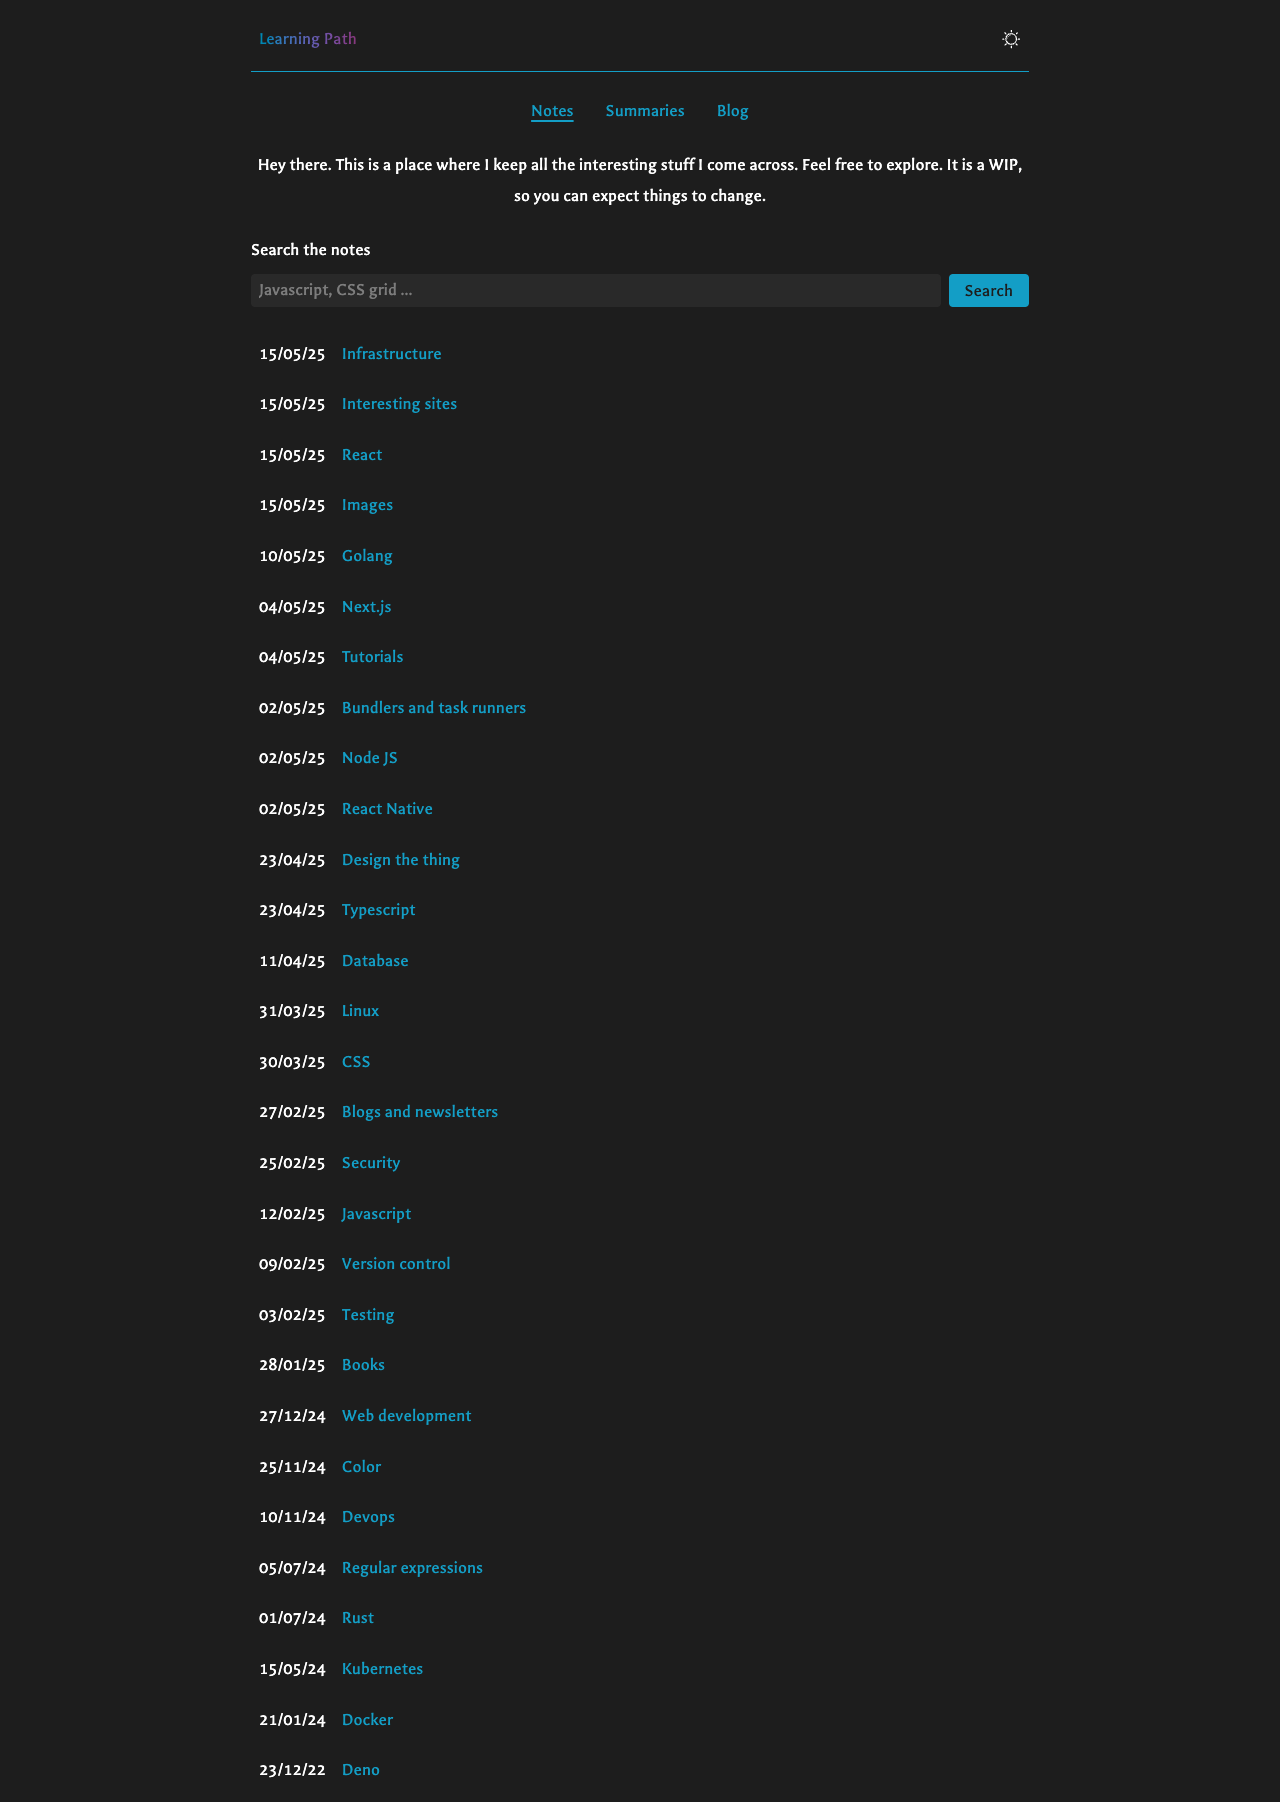 Learning Path
Notes Summaries Blog
Hey there. This is a place where I keep all the interesting stuff I come across. Feel free to explore. It is a WIP,
so you can expect things to change.
Search the notes
Javascript, CSS grid ... Search
15/05/25 Infrastructure
15/05/25 Interesting sites
15/05/25 React
15/05/25 Images
10/05/25 Golang
04/05/25 Next.js
04/05/25 Tutorials
02/05/25 Bundlers and task runners
02/05/25 Node JS
02/05/25 React Native
23/04/25 Design the thing
23/04/25 Typescript
11/04/25 Database
31/03/25 Linux
30/03/25 CSS
27/02/25 Blogs and newsletters
25/02/25 Security
12/02/25 Javascript
09/02/25 Version control
03/02/25 Testing
28/01/25 Books
27/12/24 Web development
25/11/24 Color
10/11/24 Devops
05/07/24 Regular expressions
01/07/24 Rust
15/05/24 Kubernetes
21/01/24 Docker
23/12/22 Deno